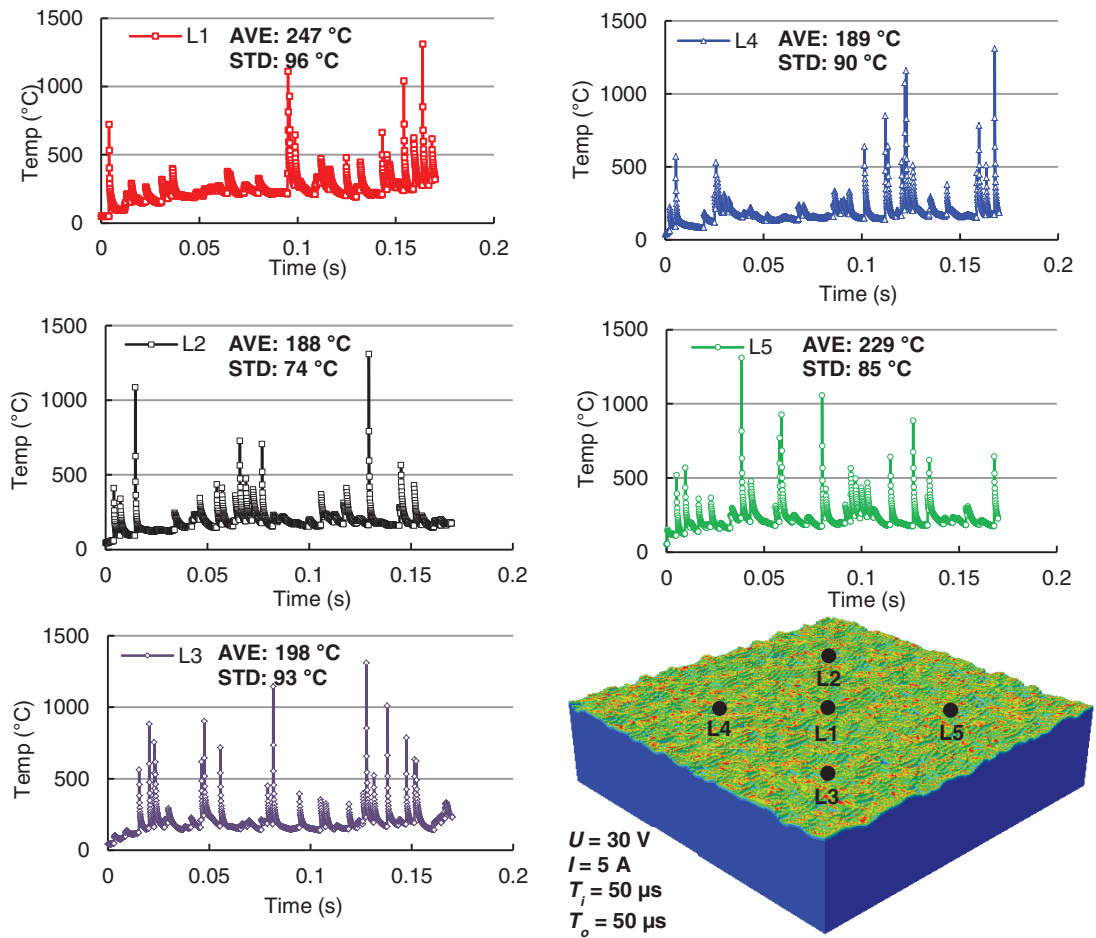 L1 AVE: 247 °C
STD: 96 °C
Temp (°C)
1500
1000
500
0
0 0.05 0.1 0.15 0.2
Time (s)
L4 AVE: 189 °C
STD: 90 °C
Temp (°C)
1500
1000
500
0
0 0.05 0.1 0.15 0.2
Time (s)
L2 AVE: 188 °C
STD: 74 °C
Temp (°C)
1500
1000
500
0
0 0.05 0.1 0.15 0.2
Time (s)
L5 AVE: 229 °C
STD: 85 °C
Temp (°C)
1500
1000
500
0
0 0.05 0.1 0.15 0.2
Time (s)
L3 AVE: 198 °C
STD: 93 °C
Temp (°C)
1500
1000
500
0
0 0.05 0.1 0.15 0.2
Time (s)
L2
L4 L1 L5
L3
U = 30 V
I = 5 A
Ti = 50 μs
To = 50 μs